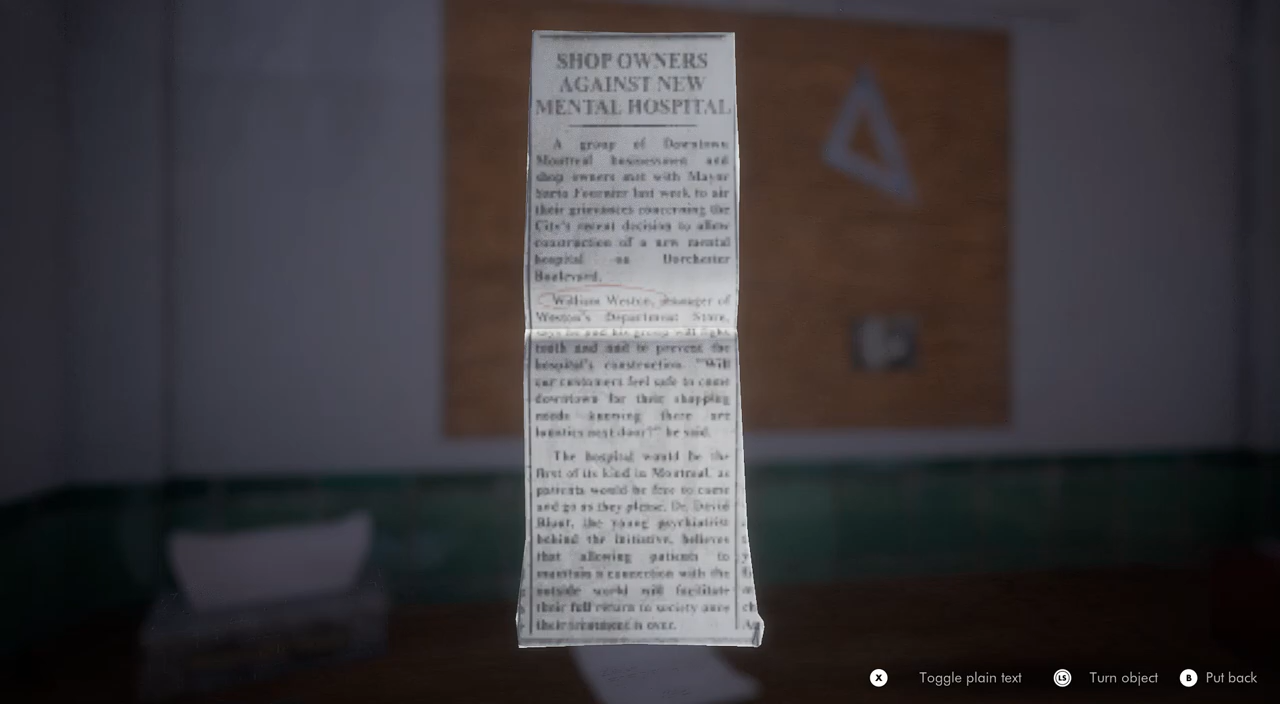 SHOP OWNERS
AGAINST NEW
MENTAL HOSPITAL
A group of Downtown
Montreal businessmen and
shop owners met with Mayor
Fournier last week to air
their grievances concerning the
City's recent decision to allow
construction of a new mental
hospital on Dorchester
Boulevard.
William Weston, manager of
Weston's Department Store,
says he and his group will fight
tooth and nail to prevent the
hospital's construction. "Will
our customers feel safe to come
downtown for their shopping
needs knowing there are
lunatics next door?" he said.
The hospital would be the
first of its kind in Montreal, as
patients would be free to come
and go as they please. Dr. David
the young psychiatrist
behind the initiative, believes
that allowing patients to
maintain a connection with the
outside world will facilitate
their full return to society once
their treatment is over.
X Toggle plain text LS Turn object B Put back